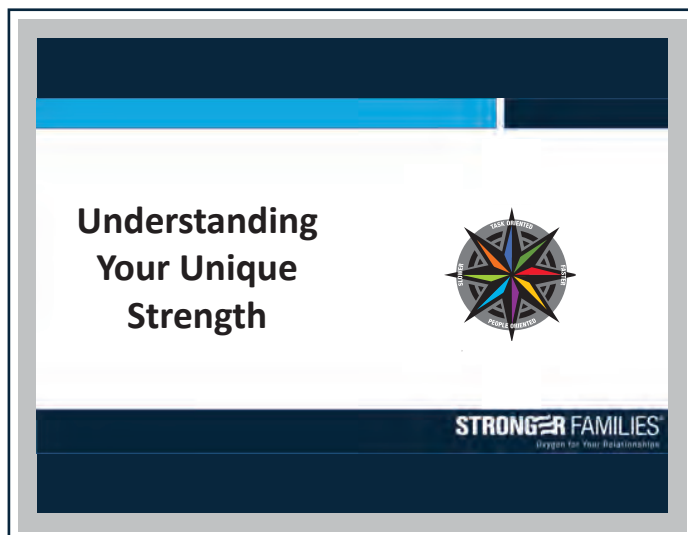 Understanding
Your Unique
Strength
TASK ORIENTED
SLOWER
FASTER
PEOPLE ORIENTED
STRONGER FAMILIES®
Oxygen for Your Relationships